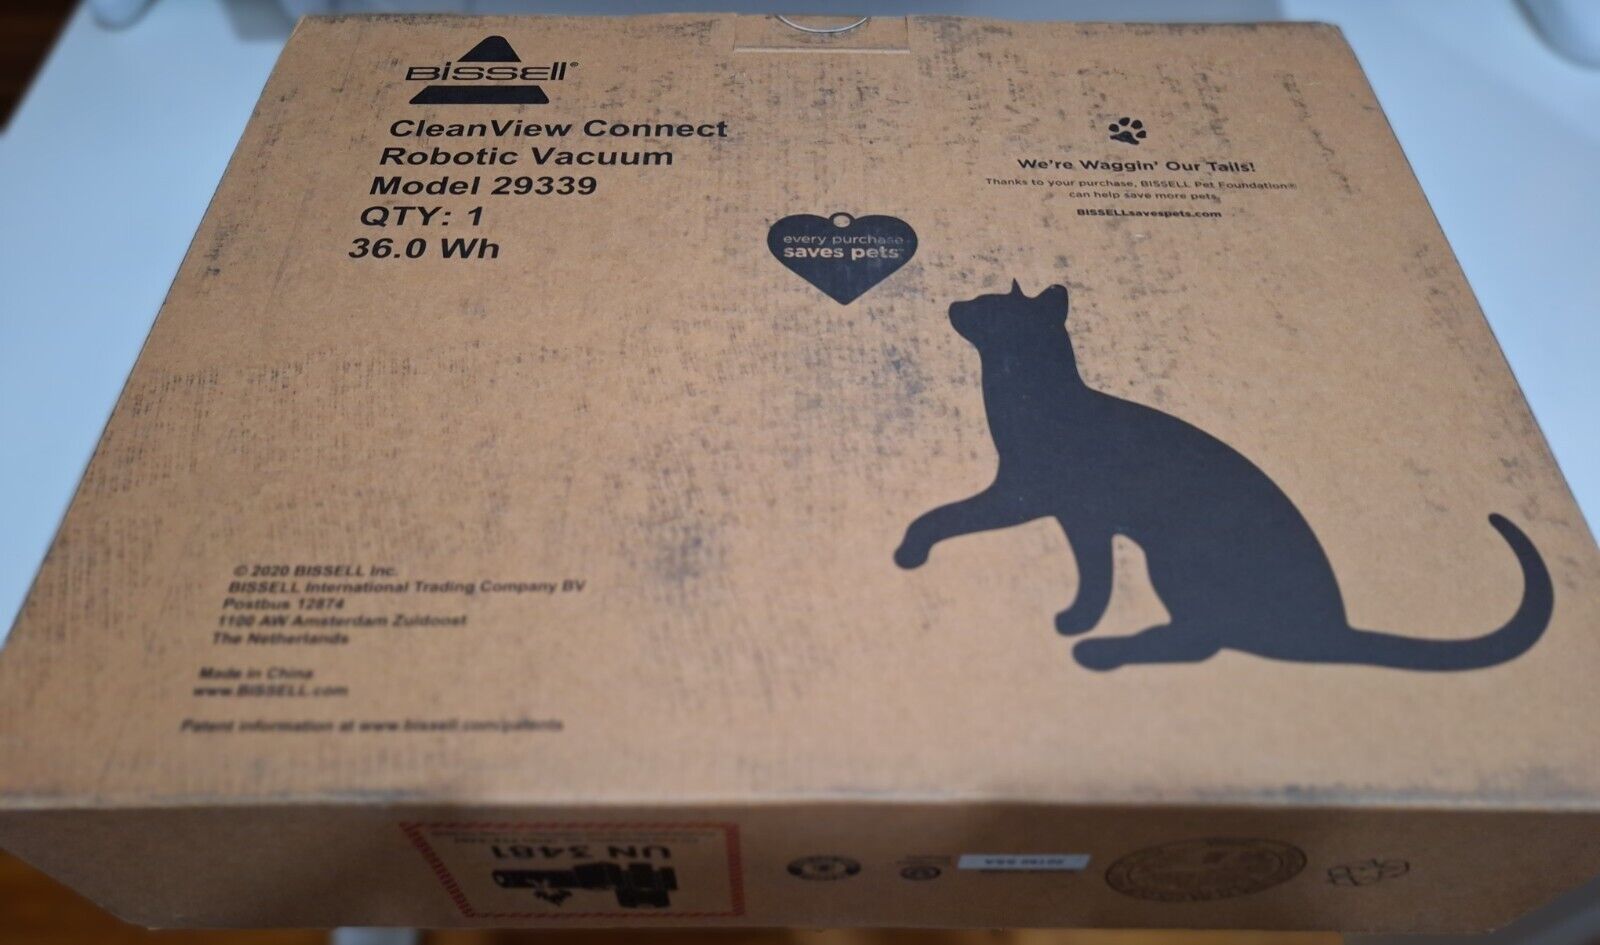 BiSSEll®
CleanView Connect
Robotic Vacuum
Model 29339
QTY: 1
36.0 Wh
We're Waggin' Our Tails!
Thanks to your purchase, BISSELL Pet Foundation®
can help save more pets.
BISSELLsavespets.com
every purchase
saves pets™
© 2020 BISSELL Inc.
BISSELL International Trading Company BV
Postbus 12874
1100 AW Amsterdam Zuidoost
The Netherlands
Made in China
www.BISSELL.com
Patent information at www.bissell.com/patents
UN 3481